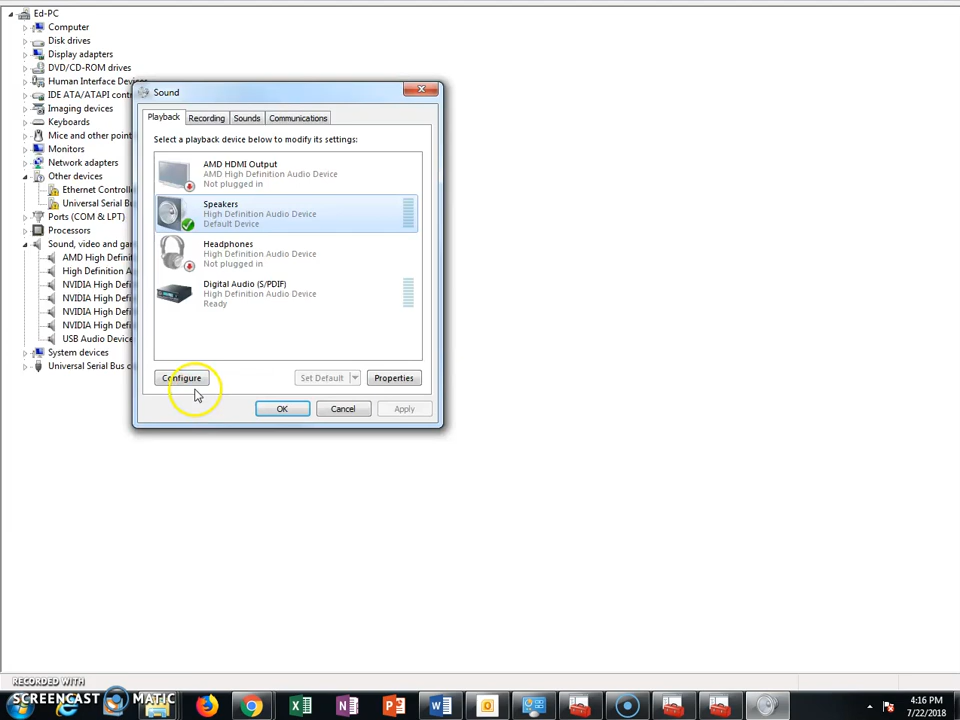 Ed-PC
Computer
Disk drives
Display adapters
DVD/CD-ROM drives
Human Interface Devices
IDE ATA/ATAPI contr
Imaging devices
Keyboards
Mice and other point
Monitors
Network adapters
Other devices
Ethernet Controlle
Universal Serial Bu
Ports (COM & LPT)
Processors
Sound, video and ga
AMD High Definit
High Definition A
NVIDIA High Defi
NVIDIA High Defi
NVIDIA High Defi
NVIDIA High Defi
USB Audio Device
System devices
Universal Serial Bus c
Sound
Playback Recording Sounds Communications
Select a playback device below to modify its settings:
AMD HDMI Output
AMD High Definition Audio Device
Not plugged in
Speakers
High Definition Audio Device
Default Device
Headphones
High Definition Audio Device
Not plugged in
Digital Audio (S/PDIF)
High Definition Audio Device
Ready
Configure Set Default Properties
OK Cancel Apply
RECORDED WITH
SCREENCAST MATIC
4:16 PM
7/22/2018